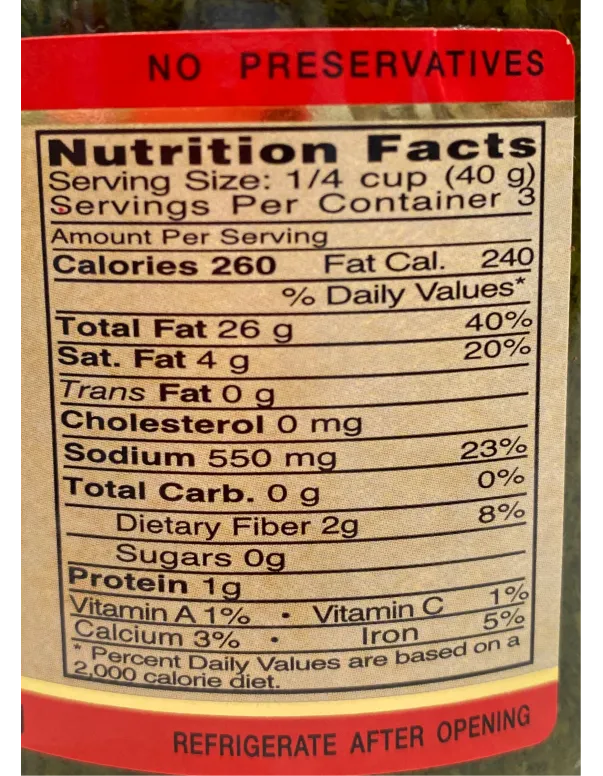 NO PRESERVATIVES
Nutrition Facts
Serving Size: 1/4 cup (40 g)
Servings Per Container 3
Amount Per Serving
Calories 260 Fat Cal. 240
% Daily Values*
Total Fat 26 g 40%
Sat. Fat 4 g 20%
Trans Fat 0 g
Cholesterol 0 mg
Sodium 550 mg 23%
Total Carb. 0 g 0%
Dietary Fiber 2g 8%
Sugars 0g
Protein 1g
Vitamin A 1% • Vitamin C 1%
Calcium 3% • Iron 5%
* Percent Daily Values are based on a
2,000 calorie diet.
REFRIGERATE AFTER OPENING